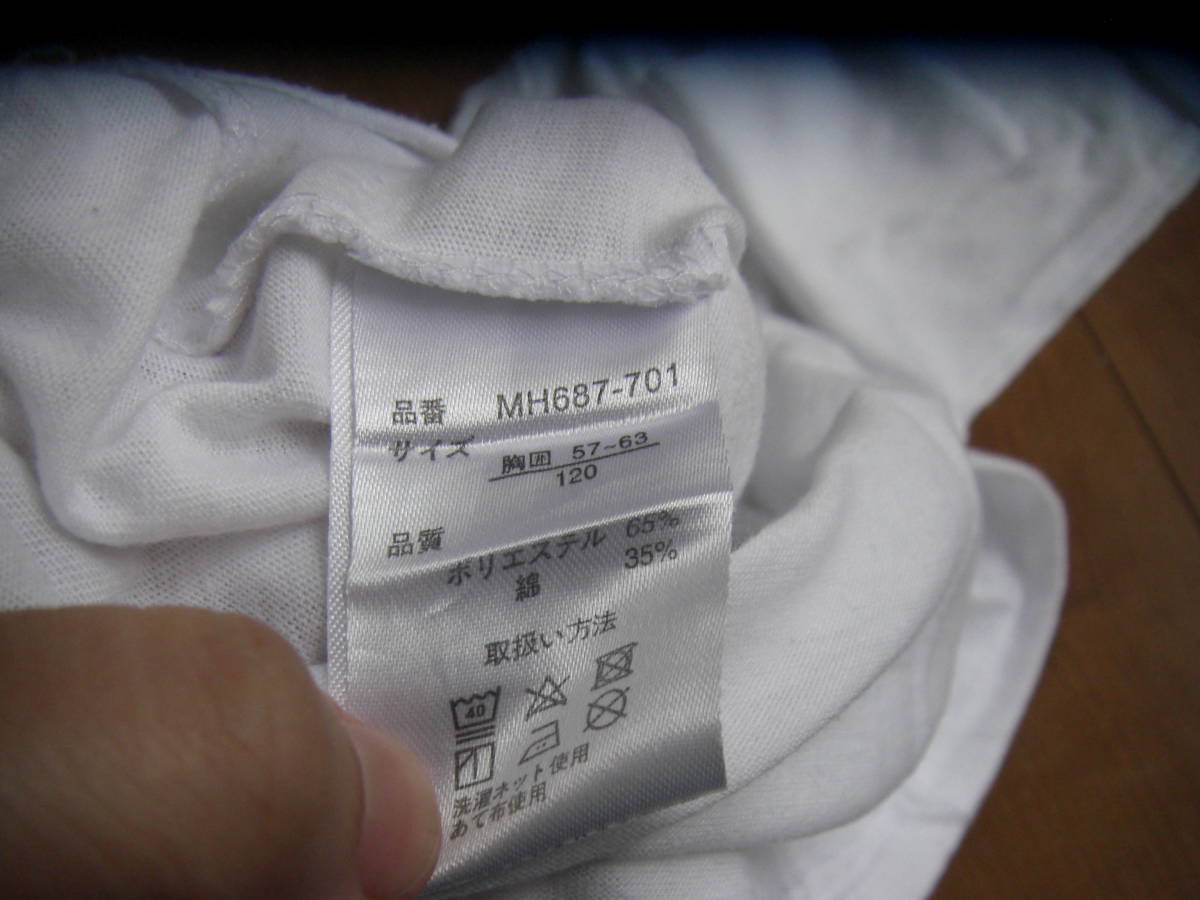 品番 MH687-701
サイズ 胸囲 57~63
120
品質 ポリエステル 65%
綿 35%
取扱い方法
40
洗濯ネット使用
あて布使用